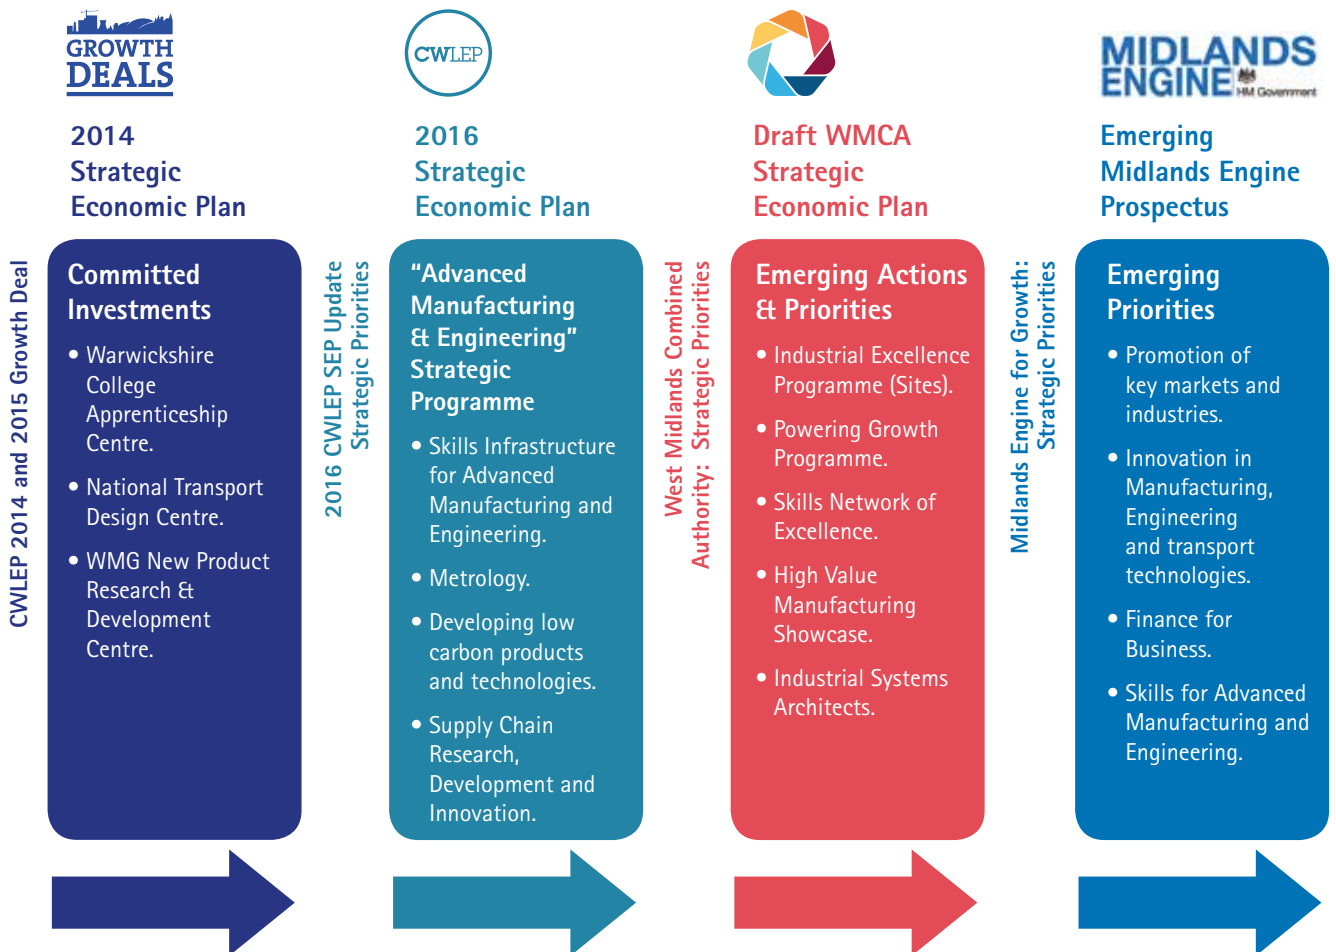 GROWTH
DEALS
2014
Strategic
Economic Plan
CWLEP 2014 and 2015 Growth Deal
Committed
Investments
• Warwickshire
College
Apprenticeship
Centre.
• National Transport
Design Centre.
• WMG New Product
Research &
Development
Centre.
CWLEP
2016
Strategic
Economic Plan
2016 CWLEP SEP Update
Strategic Priorities
“Advanced
Manufacturing
& Engineering”
Strategic
Programme
• Skills Infrastructure
for Advanced
Manufacturing and
Engineering.
• Metrology.
• Developing low
carbon products
and technologies.
• Supply Chain
Research,
Development and
Innovation.
Draft WMCA
Strategic
Economic Plan
West Midlands Combined
Authority: Strategic Priorities
Emerging Actions
& Priorities
• Industrial Excellence
Programme (Sites).
• Powering Growth
Programme.
• Skills Network of
Excellence.
• High Value
Manufacturing
Showcase.
• Industrial Systems
Architects.
MIDLANDS
ENGINE HM Government
Emerging
Midlands Engine
Prospectus
Midlands Engine for Growth:
Strategic Priorities
Emerging
Priorities
• Promotion of
key markets and
industries.
• Innovation in
Manufacturing,
Engineering
and transport
technologies.
• Finance for
Business.
• Skills for Advanced
Manufacturing and
Engineering.